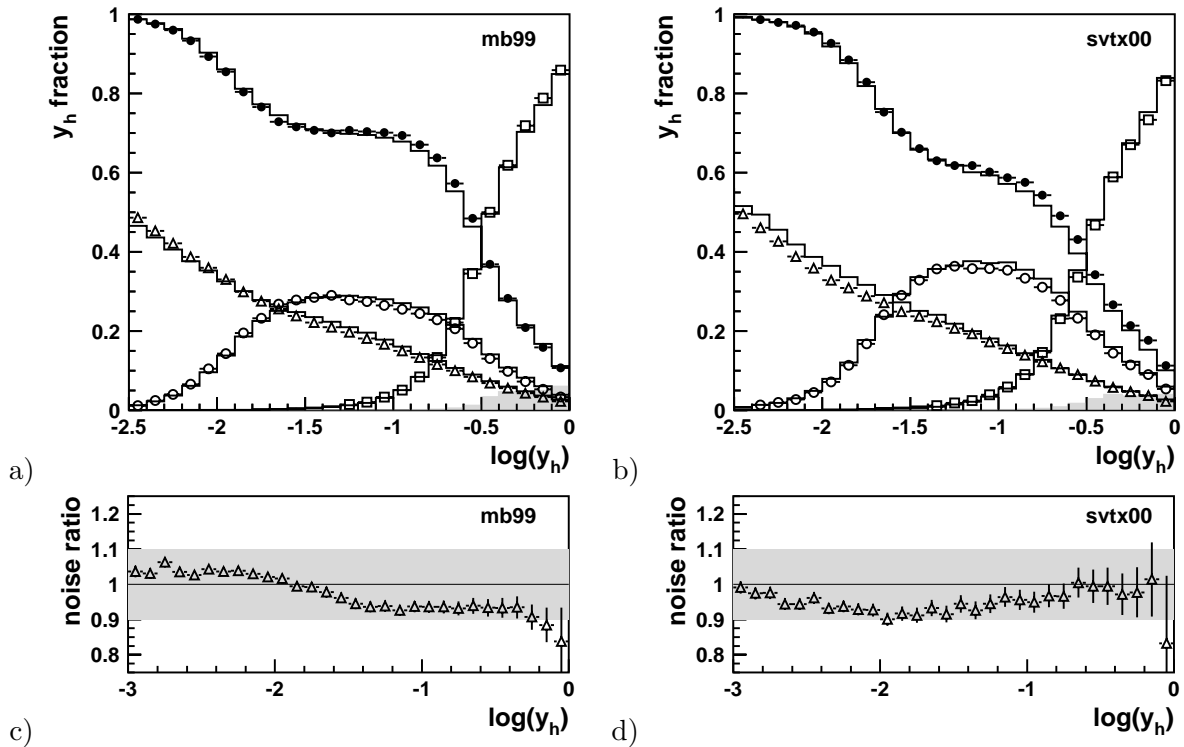 y_h fraction
1
0.8
0.6
0.4
0.2
0
mb99
-2.5 -2 -1.5 -1 -0.5 0
log(y_h)
a)
y_h fraction
1
0.8
0.6
0.4
0.2
0
svtx00
-2.5 -2 -1.5 -1 -0.5 0
log(y_h)
b)
noise ratio
1.2
1.1
1
0.9
0.8
mb99
-3 -2 -1 0
log(y_h)
c)
noise ratio
1.2
1.1
1
0.9
0.8
svtx00
-3 -2 -1 0
log(y_h)
d)